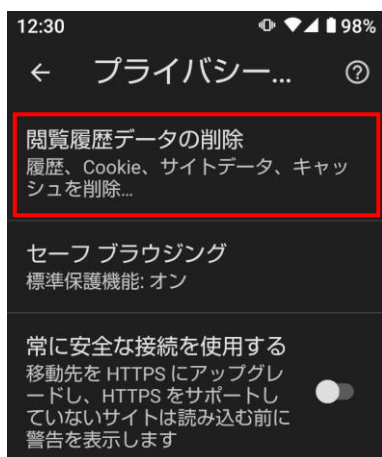 12:30 98%
プライバシー...
閲覧履歴データの削除
履歴、Cookie、サイトデータ、キャッ
シュを削除...
セーフ ブラウジング
標準保護機能: オン
常に安全な接続を使用する
移動先を HTTPS にアップグレ
ードし、HTTPS をサポートし
ていないサイトは読み込む前に
警告を表示します